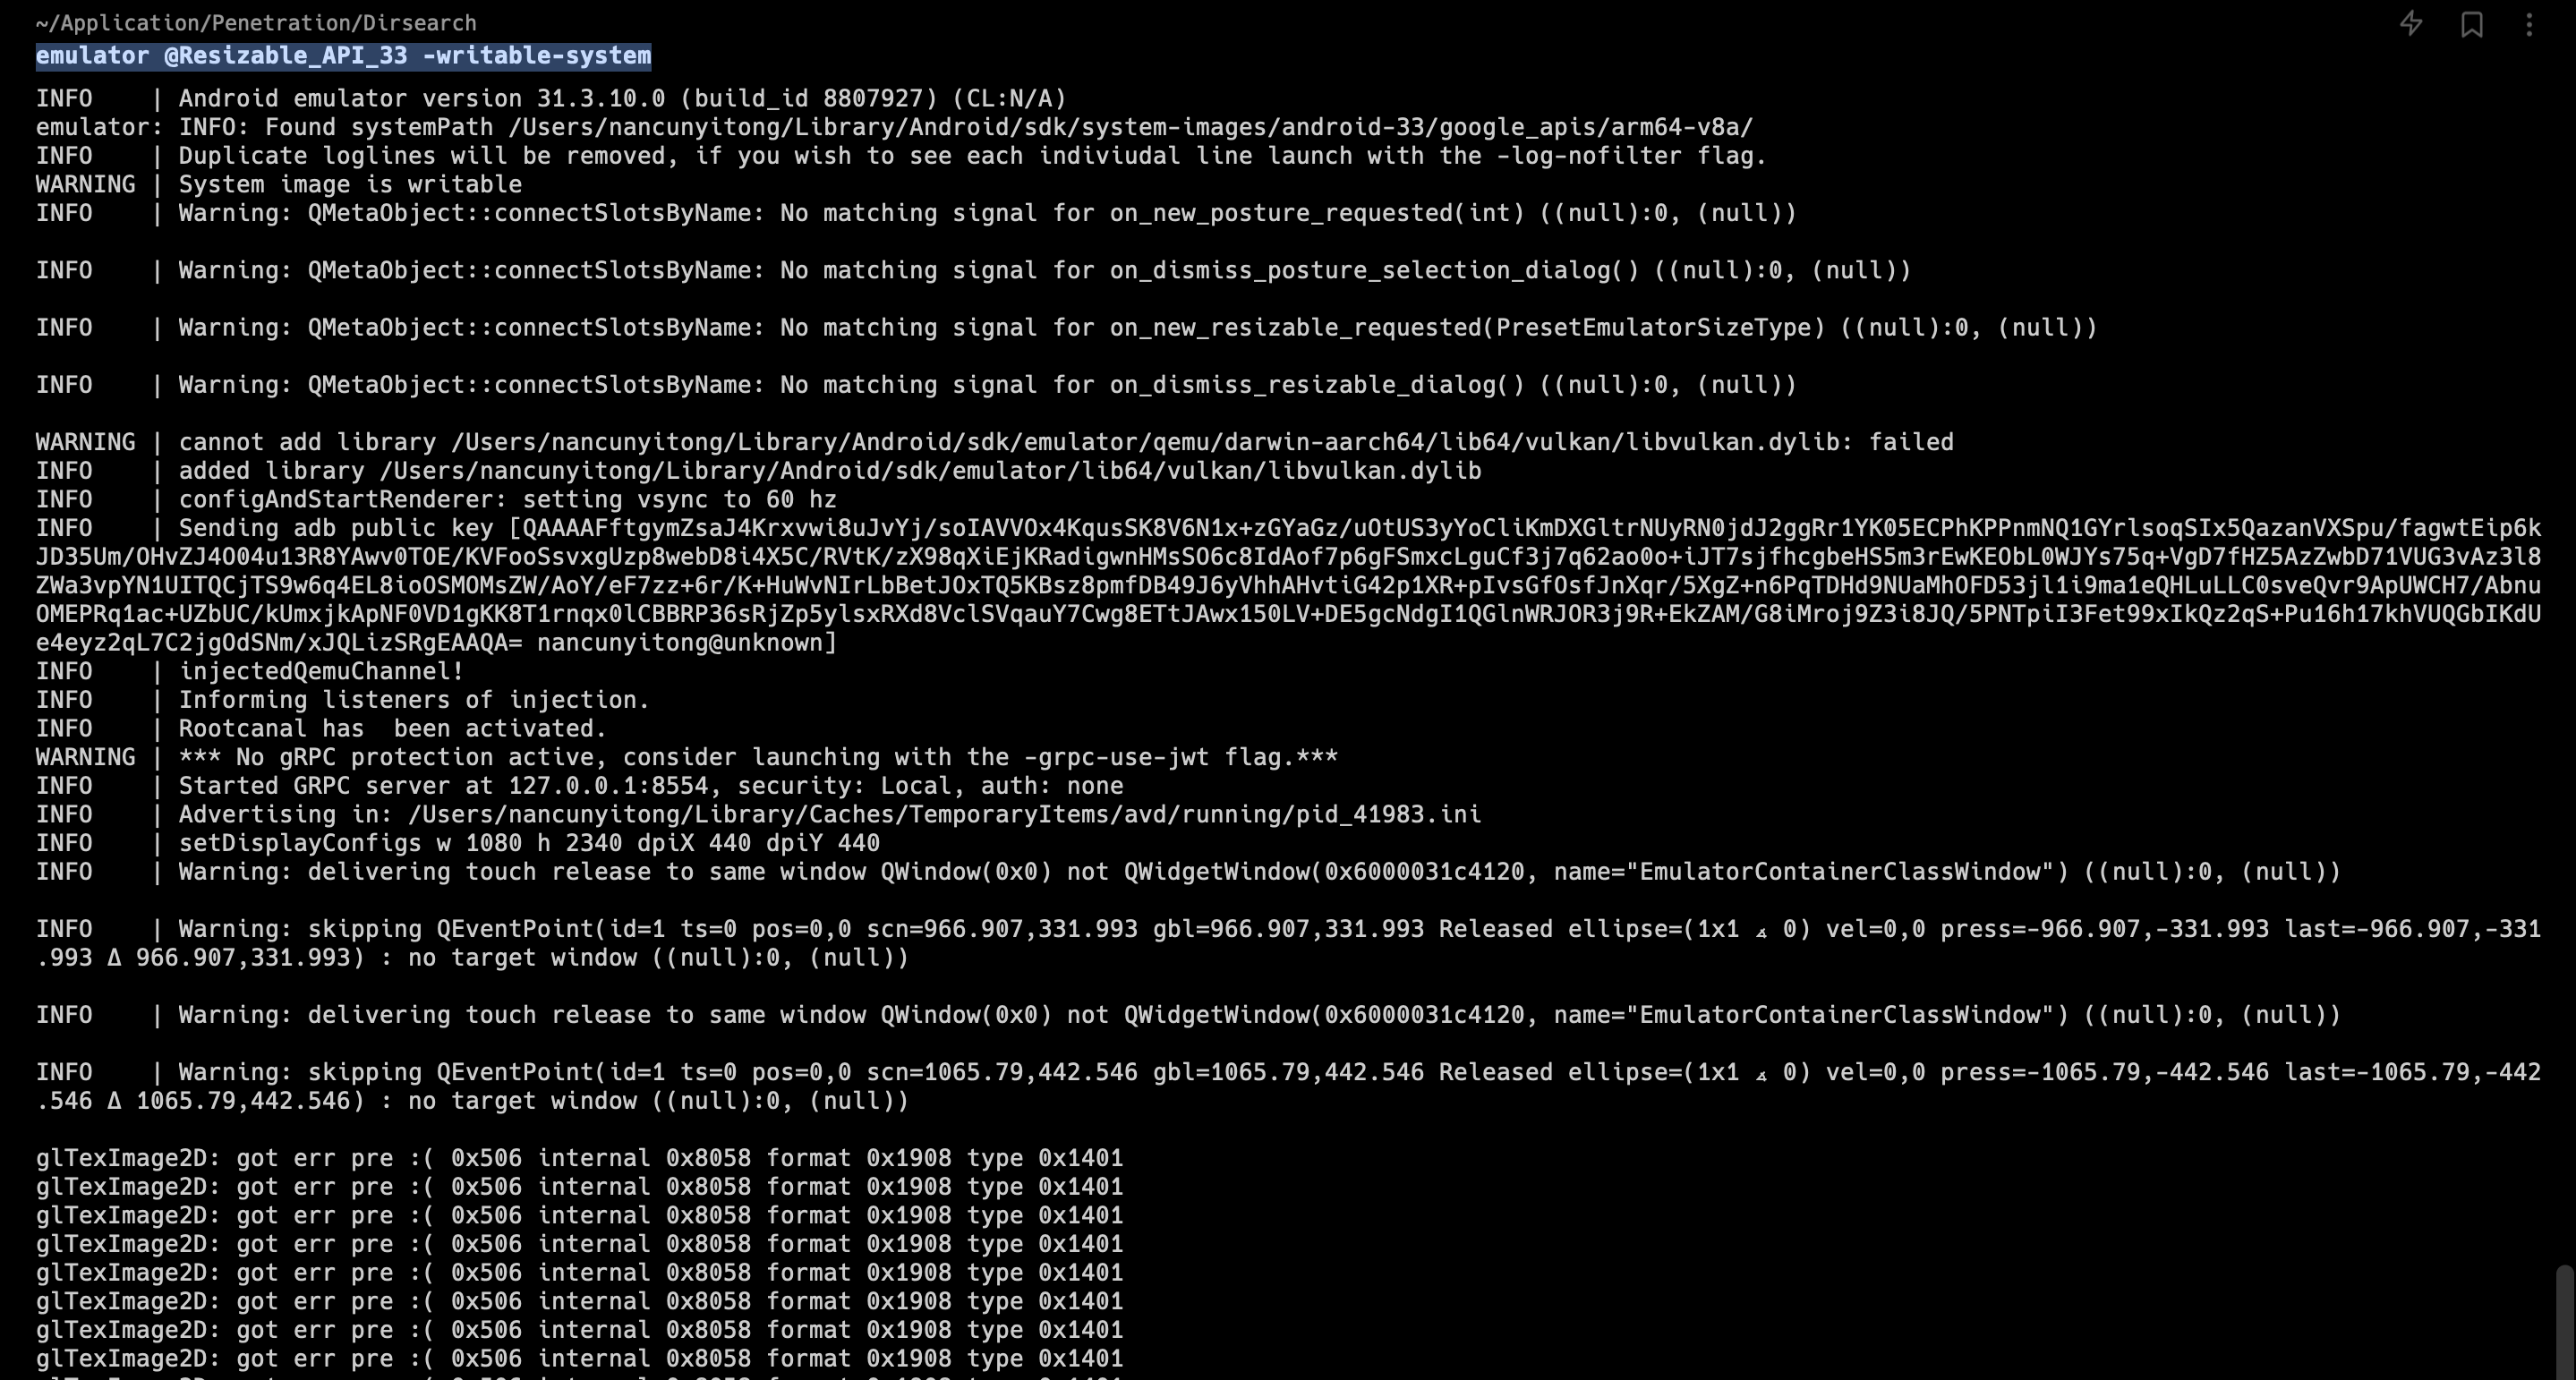 ~/Application/Penetration/Dirsearch
emulator @Resizable_API_33 -writable-system
INFO    | Android emulator version 31.3.10.0 (build_id 8807927) (CL:N/A)
emulator: INFO: Found systemPath /Users/nancunyitong/Library/Android/sdk/system-images/android-33/google_apis/arm64-v8a/
INFO    | Duplicate loglines will be removed, if you wish to see each indiviudal line launch with the -log-nofilter flag.
WARNING | System image is writable
INFO    | Warning: QMetaObject::connectSlotsByName: No matching signal for on_new_posture_requested(int) ((null):0, (null))
INFO    | Warning: QMetaObject::connectSlotsByName: No matching signal for on_dismiss_posture_selection_dialog() ((null):0, (null))
INFO    | Warning: QMetaObject::connectSlotsByName: No matching signal for on_new_resizable_requested(PresetEmulatorSizeType) ((null):0, (null))
INFO    | Warning: QMetaObject::connectSlotsByName: No matching signal for on_dismiss_resizable_dialog() ((null):0, (null))
WARNING | cannot add library /Users/nancunyitong/Library/Android/sdk/emulator/qemu/darwin-aarch64/lib64/vulkan/libvulkan.dylib: failed
INFO    | added library /Users/nancunyitong/Library/Android/sdk/emulator/lib64/vulkan/libvulkan.dylib
INFO    | configAndStartRenderer: setting vsync to 60 hz
INFO    | Sending adb public key [QAAAAFftgymZsaJ4Krxvwi8uJvYj/soIAVVOx4KqusSK8V6N1x+zGYaGz/uOtUS3yYoCliKmDXGltrNUyRN0jdJ2ggRr1YK05ECPhKPPnmNQ1GYrlsoqSIx5QazanVXSpu/fagwtEip6k
JD35Um/OHvZJ4O04u13R8YAwv0TOE/KVFooSsvxgUzp8webD8i4X5C/RVtK/zX98qXiEjKRadigwnHMsSO6c8IdAof7p6gFSmxcLguCf3j7q62ao0o+iJT7sjfhcgbeHS5m3rEwKEObL0WJYs75q+VgD7fHZ5AzZwbD71VUG3vAz3l8
ZWa3vpYN1UITQCjTS9w6q4EL8ioOSMOMsZW/AoY/eF7zz+6r/K+HuWvNIrLbBetJOxTQ5KBsz8pmfDB49J6yVhhAHvtiG42p1XR+pIvsGfOsfJnXqr/5XgZ+n6PqTDHd9NUaMhOFD53jl1i9ma1eQHLuLLC0sveQvr9ApUWCH7/Abnu
OMEPRq1ac+UZbUC/kUmxjkApNF0VD1gKK8T1rnqx0lCBBRP36sRjZp5ylsxRXd8VclSVqauY7Cwg8ETtJAwx150LV+DE5gcNdgI1QGlnWRJOR3j9R+EkZAM/G8iMroj9Z3i8JQ/5PNTpiI3Fet99xIkQz2qS+Pu16h17khVUQGbIKdU
e4eyz2qL7C2jgOdSNm/xJQLizSRgEAAQA= nancunyitong@unknown]
INFO    | injectedQemuChannel!
INFO    | Informing listeners of injection.
INFO    | Rootcanal has  been activated.
WARNING | *** No gRPC protection active, consider launching with the -grpc-use-jwt flag.***
INFO    | Started GRPC server at 127.0.0.1:8554, security: Local, auth: none
INFO    | Advertising in: /Users/nancunyitong/Library/Caches/TemporaryItems/avd/running/pid_41983.ini
INFO    | setDisplayConfigs w 1080 h 2340 dpiX 440 dpiY 440
INFO    | Warning: delivering touch release to same window QWindow(0x0) not QWidgetWindow(0x6000031c4120, name="EmulatorContainerClassWindow") ((null):0, (null))
INFO    | Warning: skipping QEventPoint(id=1 ts=0 pos=0,0 scn=966.907,331.993 gbl=966.907,331.993 Released ellipse=(1x1 ∡ 0) vel=0,0 press=-966.907,-331.993 last=-966.907,-331
.993 Δ 966.907,331.993) : no target window ((null):0, (null))
INFO    | Warning: delivering touch release to same window QWindow(0x0) not QWidgetWindow(0x6000031c4120, name="EmulatorContainerClassWindow") ((null):0, (null))
INFO    | Warning: skipping QEventPoint(id=1 ts=0 pos=0,0 scn=1065.79,442.546 gbl=1065.79,442.546 Released ellipse=(1x1 ∡ 0) vel=0,0 press=-1065.79,-442.546 last=-1065.79,-442
.546 Δ 1065.79,442.546) : no target window ((null):0, (null))
glTexImage2D: got err pre :( 0x506 internal 0x8058 format 0x1908 type 0x1401
glTexImage2D: got err pre :( 0x506 internal 0x8058 format 0x1908 type 0x1401
glTexImage2D: got err pre :( 0x506 internal 0x8058 format 0x1908 type 0x1401
glTexImage2D: got err pre :( 0x506 internal 0x8058 format 0x1908 type 0x1401
glTexImage2D: got err pre :( 0x506 internal 0x8058 format 0x1908 type 0x1401
glTexImage2D: got err pre :( 0x506 internal 0x8058 format 0x1908 type 0x1401
glTexImage2D: got err pre :( 0x506 internal 0x8058 format 0x1908 type 0x1401
glTexImage2D: got err pre :( 0x506 internal 0x8058 format 0x1908 type 0x1401